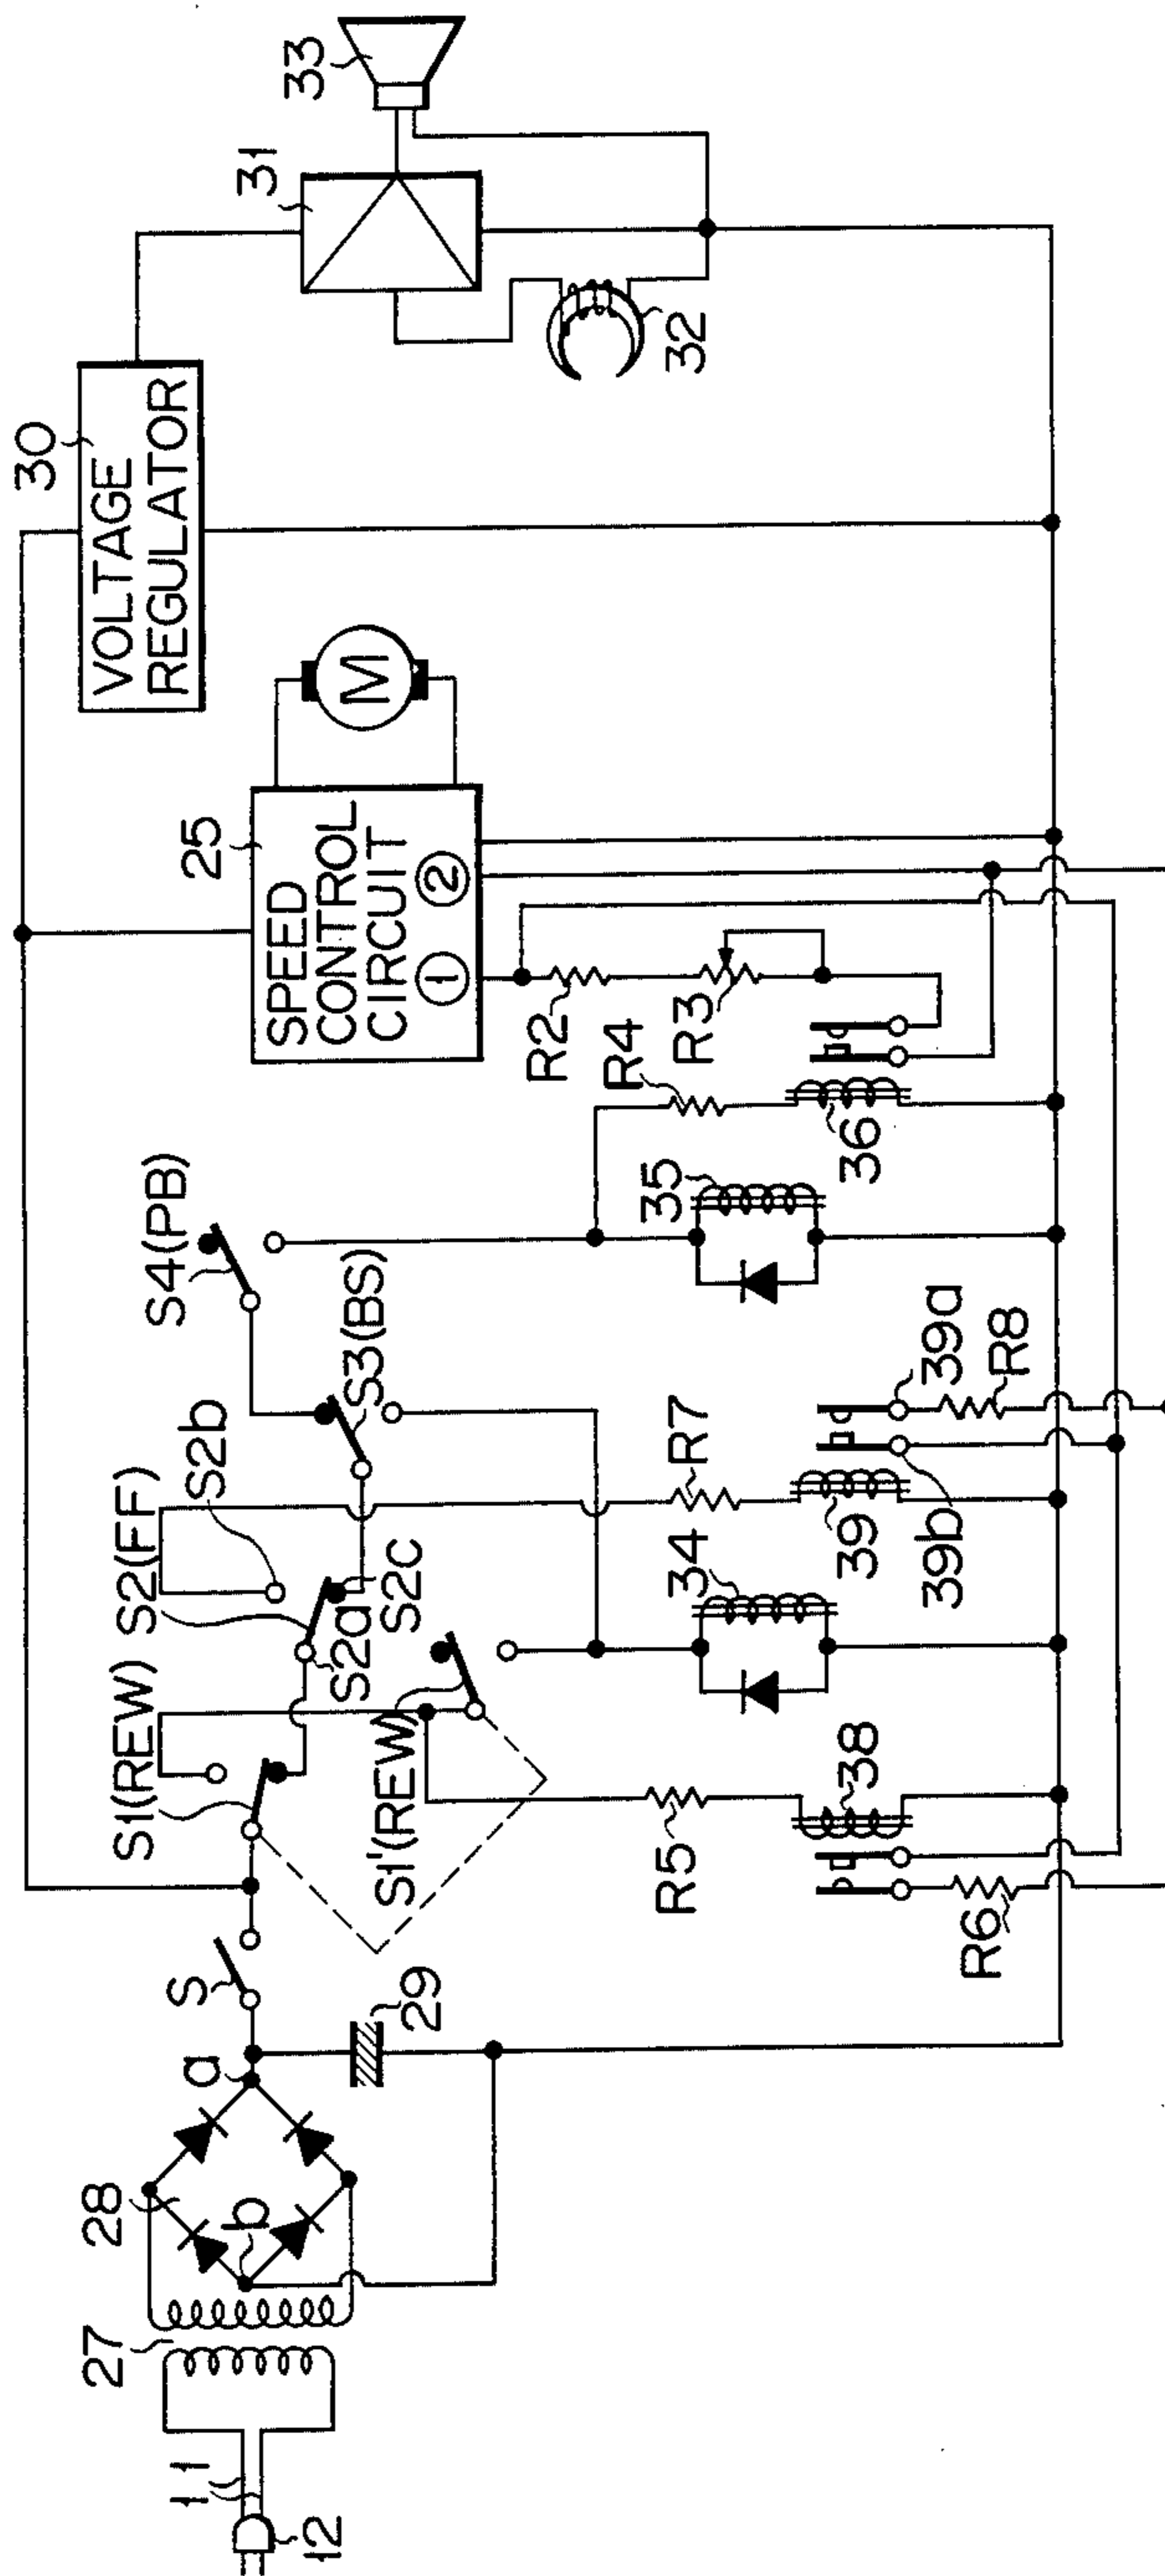 12
11
27
28
a
b
29
S
S1(REW)
S1'(REW)
S2(FF)
S2a
S2b
S2c
S3(BS)
S4(PB)
R5
38
R6
34
R7
39
39a
39b
R8
35
R4
36
R2
R3
25
SPEED
CONTROL
CIRCUIT
1
2
M
30
VOLTAGE
REGULATOR
31
32
33